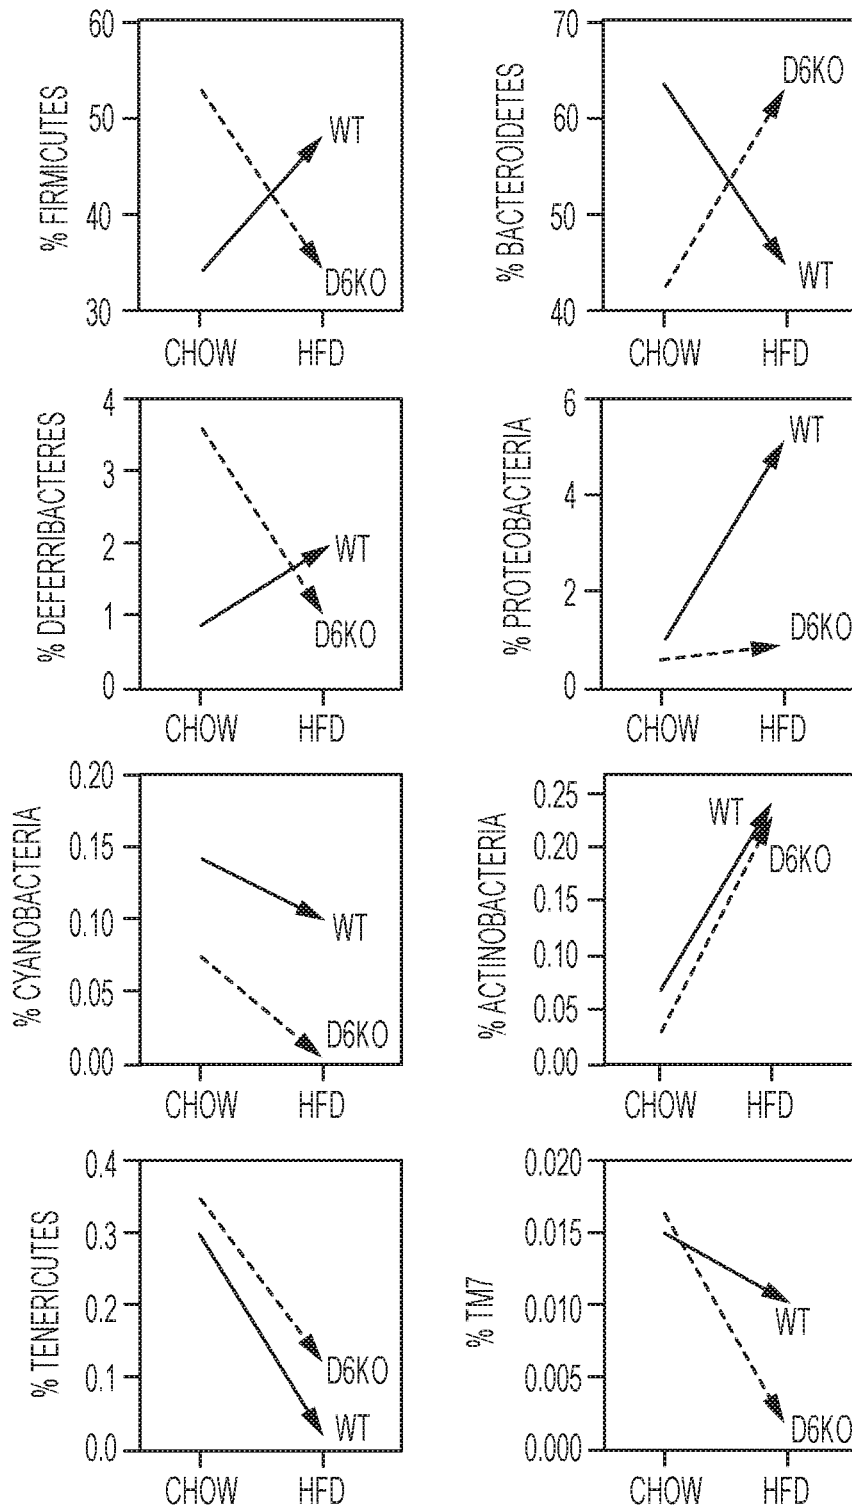 % FIRMICUTES
60
50
40
30
WT
D6KO
CHOW HFD
% BACTEROIDETES
70
60
50
40
D6KO
WT
CHOW HFD
% DEFERRIBACTERES
4
3
2
1
0
WT
D6KO
CHOW HFD
% PROTEOBACTERIA
6
4
2
0
WT
D6KO
CHOW HFD
% CYANOBACTERIA
0.20
0.15
0.10
0.05
0.00
WT
D6KO
CHOW HFD
% ACTINOBACTERIA
0.25
0.20
0.15
0.10
0.05
0.00
WT
D6KO
CHOW HFD
% TENERICUTES
0.4
0.3
0.2
0.1
0.0
D6KO
WT
CHOW HFD
% TM7
0.020
0.015
0.010
0.005
0.000
WT
D6KO
CHOW HFD